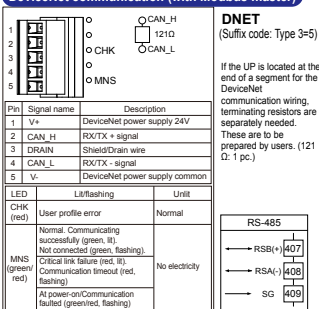 DeviceNet communication (with Modbus master)
1
2
3
4
5
CHK
MNS
CAN_H
121Ω
CAN_L
DNET
(Suffix code: Type 3=5)
If the UP is located at the
end of a segment for the
DeviceNet
communication wiring,
terminating resistors are
separately needed.
These are to be
prepared by users. (121
Ω: 1 pc.)
Pin Signal name Description
1 V+ DeviceNet power supply 24V
2 CAN_H RX/TX + signal
3 DRAIN Shield/Drain wire
4 CAN_L RX/TX - signal
5 V- DeviceNet power supply common
LED Lit/flashing Unlit
CHK
(red)
User profile error Normal
MNS
(green/
red)
Normal. Communicating
successfully (green, lit).
Not connected (green, flashing).
Critical link failure (red, lit).
Communication timeout (red,
flashing)
At power-on/Communication
faulted (green/red, flashing)
No electricity
RS-485
RSB(+) 407
RSA(-) 408
SG 409